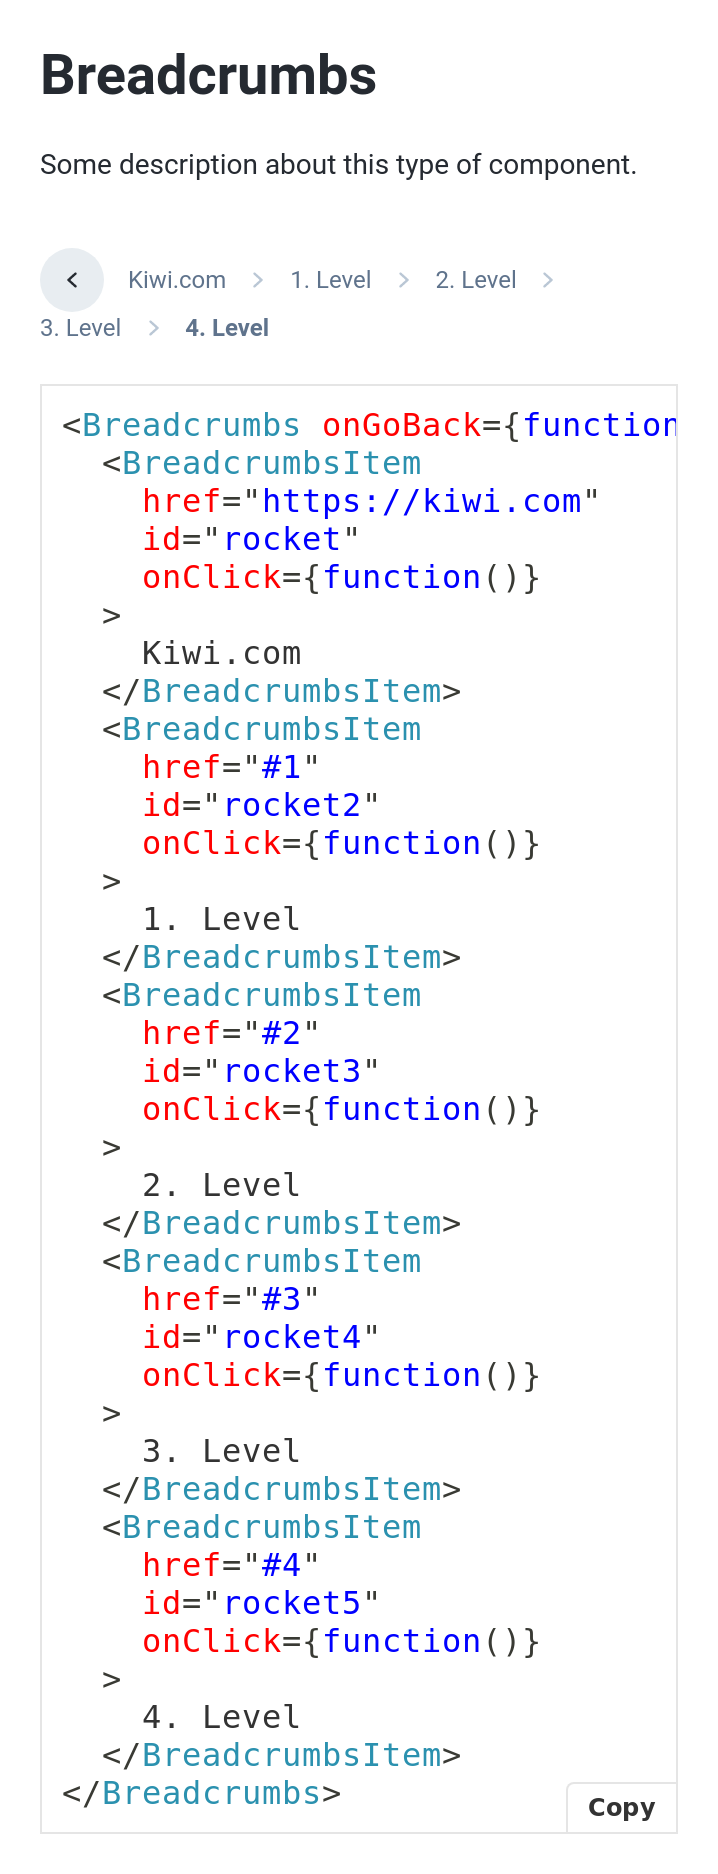 Breadcrumbs
Some description about this type of component.
Kiwi.com 1. Level 2. Level
3. Level 4. Level
<Breadcrumbs onGoBack={function
<BreadcrumbsItem
href="https://kiwi.com"
id="rocket"
onClick={function()}
>
Kiwi.com
</BreadcrumbsItem>
<BreadcrumbsItem
href="#1"
id="rocket2"
onClick={function()}
>
1. Level
</BreadcrumbsItem>
<BreadcrumbsItem
href="#2"
id="rocket3"
onClick={function()}
>
2. Level
</BreadcrumbsItem>
<BreadcrumbsItem
href="#3"
id="rocket4"
onClick={function()}
>
3. Level
</BreadcrumbsItem>
<BreadcrumbsItem
href="#4"
id="rocket5"
onClick={function()}
>
4. Level
</BreadcrumbsItem>
</Breadcrumbs>
Copy